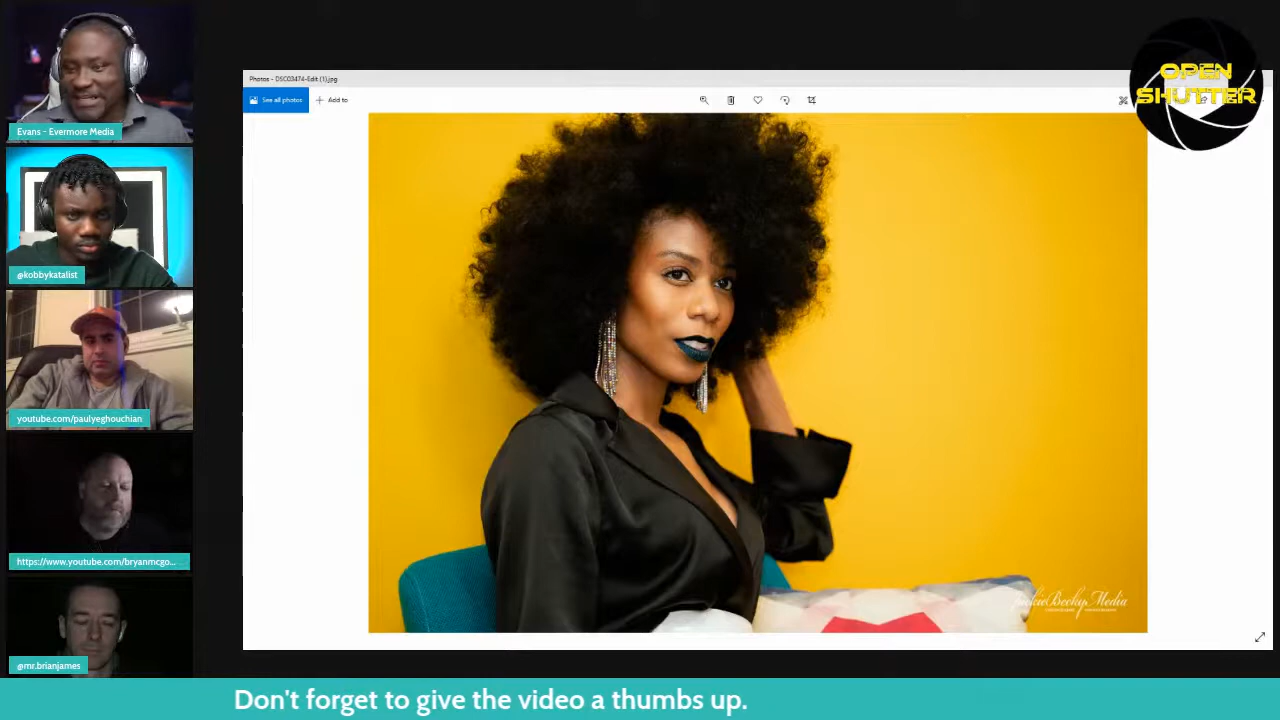 Evans - Evermore Media
@kobbykatalist
youtube.com/paulyeghouchian
https://www.youtube.com/bryanmcgo...
@mr.brianjames
Photos - DSC03474-Edit (1).jpg
See all photos
Add to
OPEN
SHUTTER
JackieBeckyMedia
Don't forget to give the video a thumbs up.